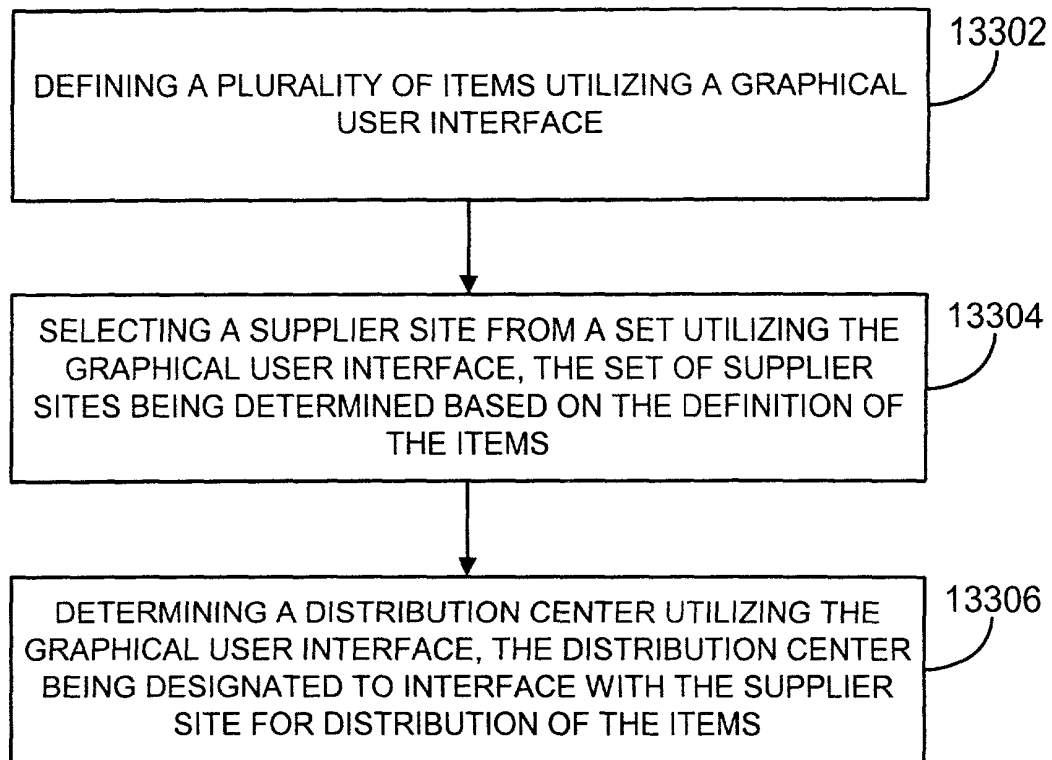 13302
DEFINING A PLURALITY OF ITEMS UTILIZING A GRAPHICAL
USER INTERFACE
13304
SELECTING A SUPPLIER SITE FROM A SET UTILIZING THE
GRAPHICAL USER INTERFACE, THE SET OF SUPPLIER
SITES BEING DETERMINED BASED ON THE DEFINITION OF
THE ITEMS
13306
DETERMINING A DISTRIBUTION CENTER UTILIZING THE
GRAPHICAL USER INTERFACE, THE DISTRIBUTION CENTER
BEING DESIGNATED TO INTERFACE WITH THE SUPPLIER
SITE FOR DISTRIBUTION OF THE ITEMS